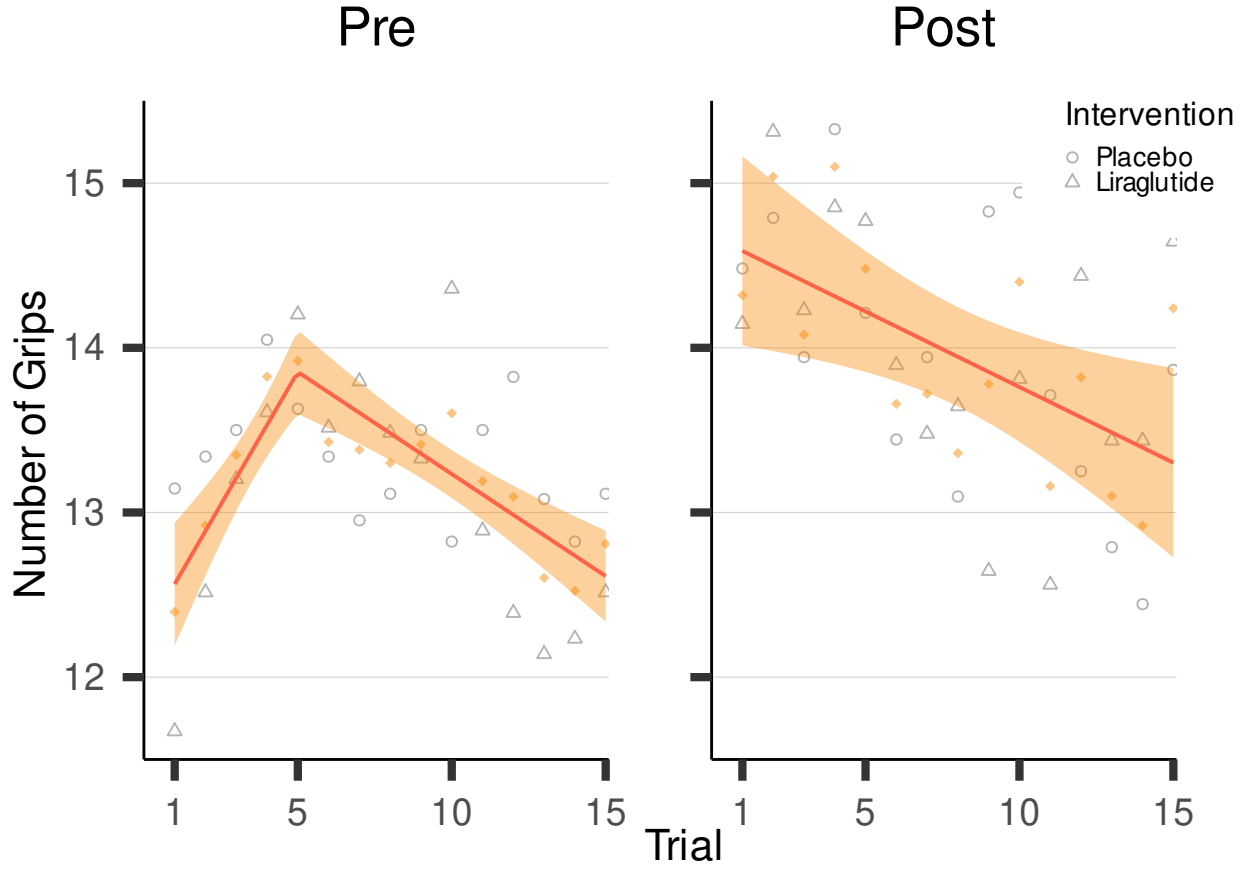 Pre
Post
Intervention
Placebo
Liraglutide
Number of Grips
15
14
13
12
1 5 10 15
1 5 10 15
Trial